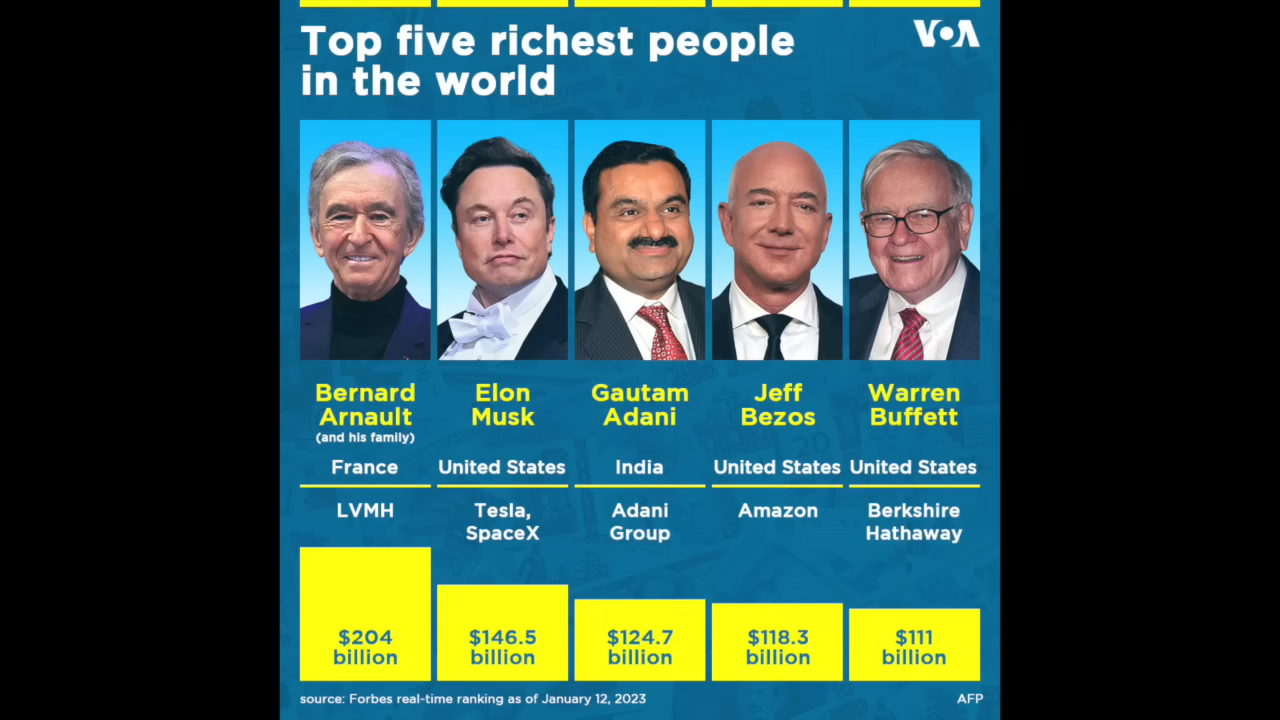 Top five richest people
in the world
VOA
Bernard
Arnault
(and his family)
France
LVMH
$204
billion
Elon
Musk
United States
Tesla,
SpaceX
$146.5
billion
Gautam
Adani
India
Adani
Group
$124.7
billion
Jeff
Bezos
United States
Amazon
$118.3
billion
Warren
Buffett
United States
Berkshire
Hathaway
$111
billion
source: Forbes real-time ranking as of January 12, 2023
AFP